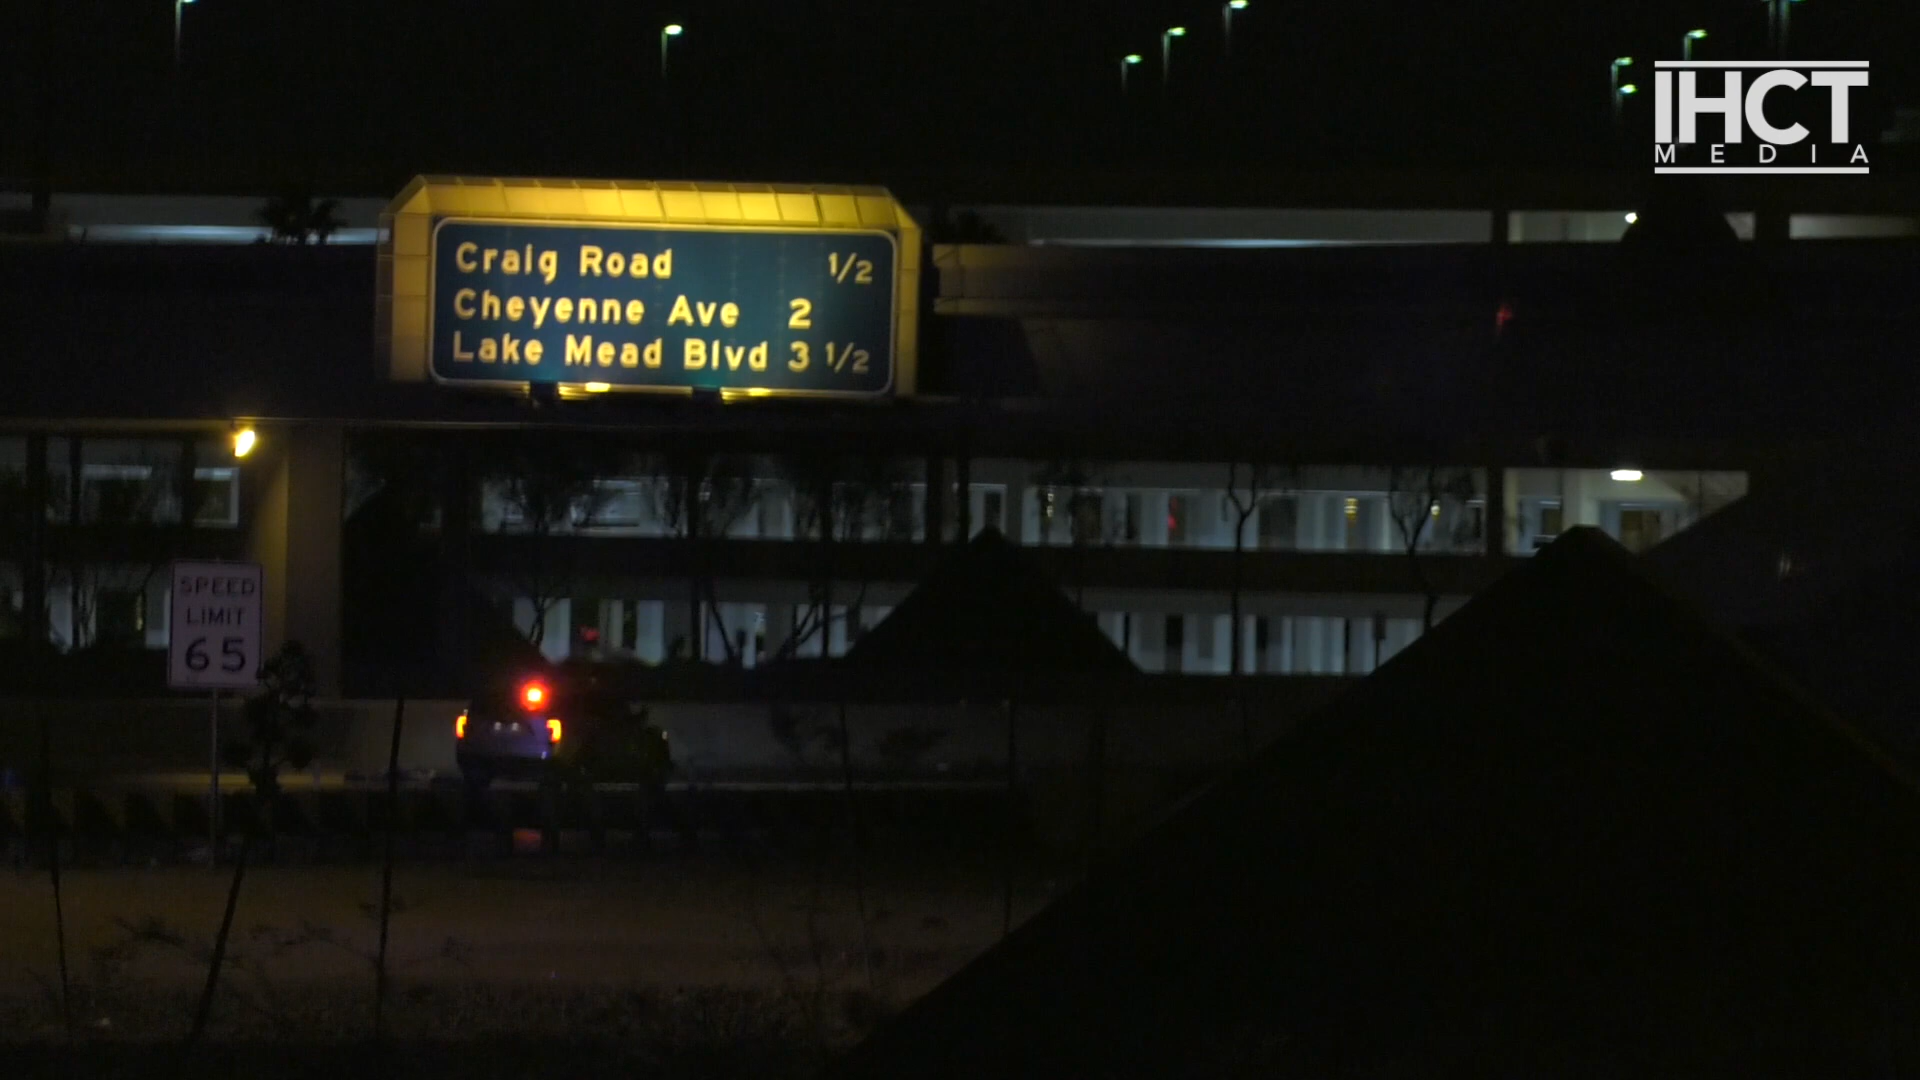 IHCT
MEDIA
Craig Road 1/2
Cheyenne Ave 2
Lake Mead Blvd 3 1/2
SPEED
LIMIT
65